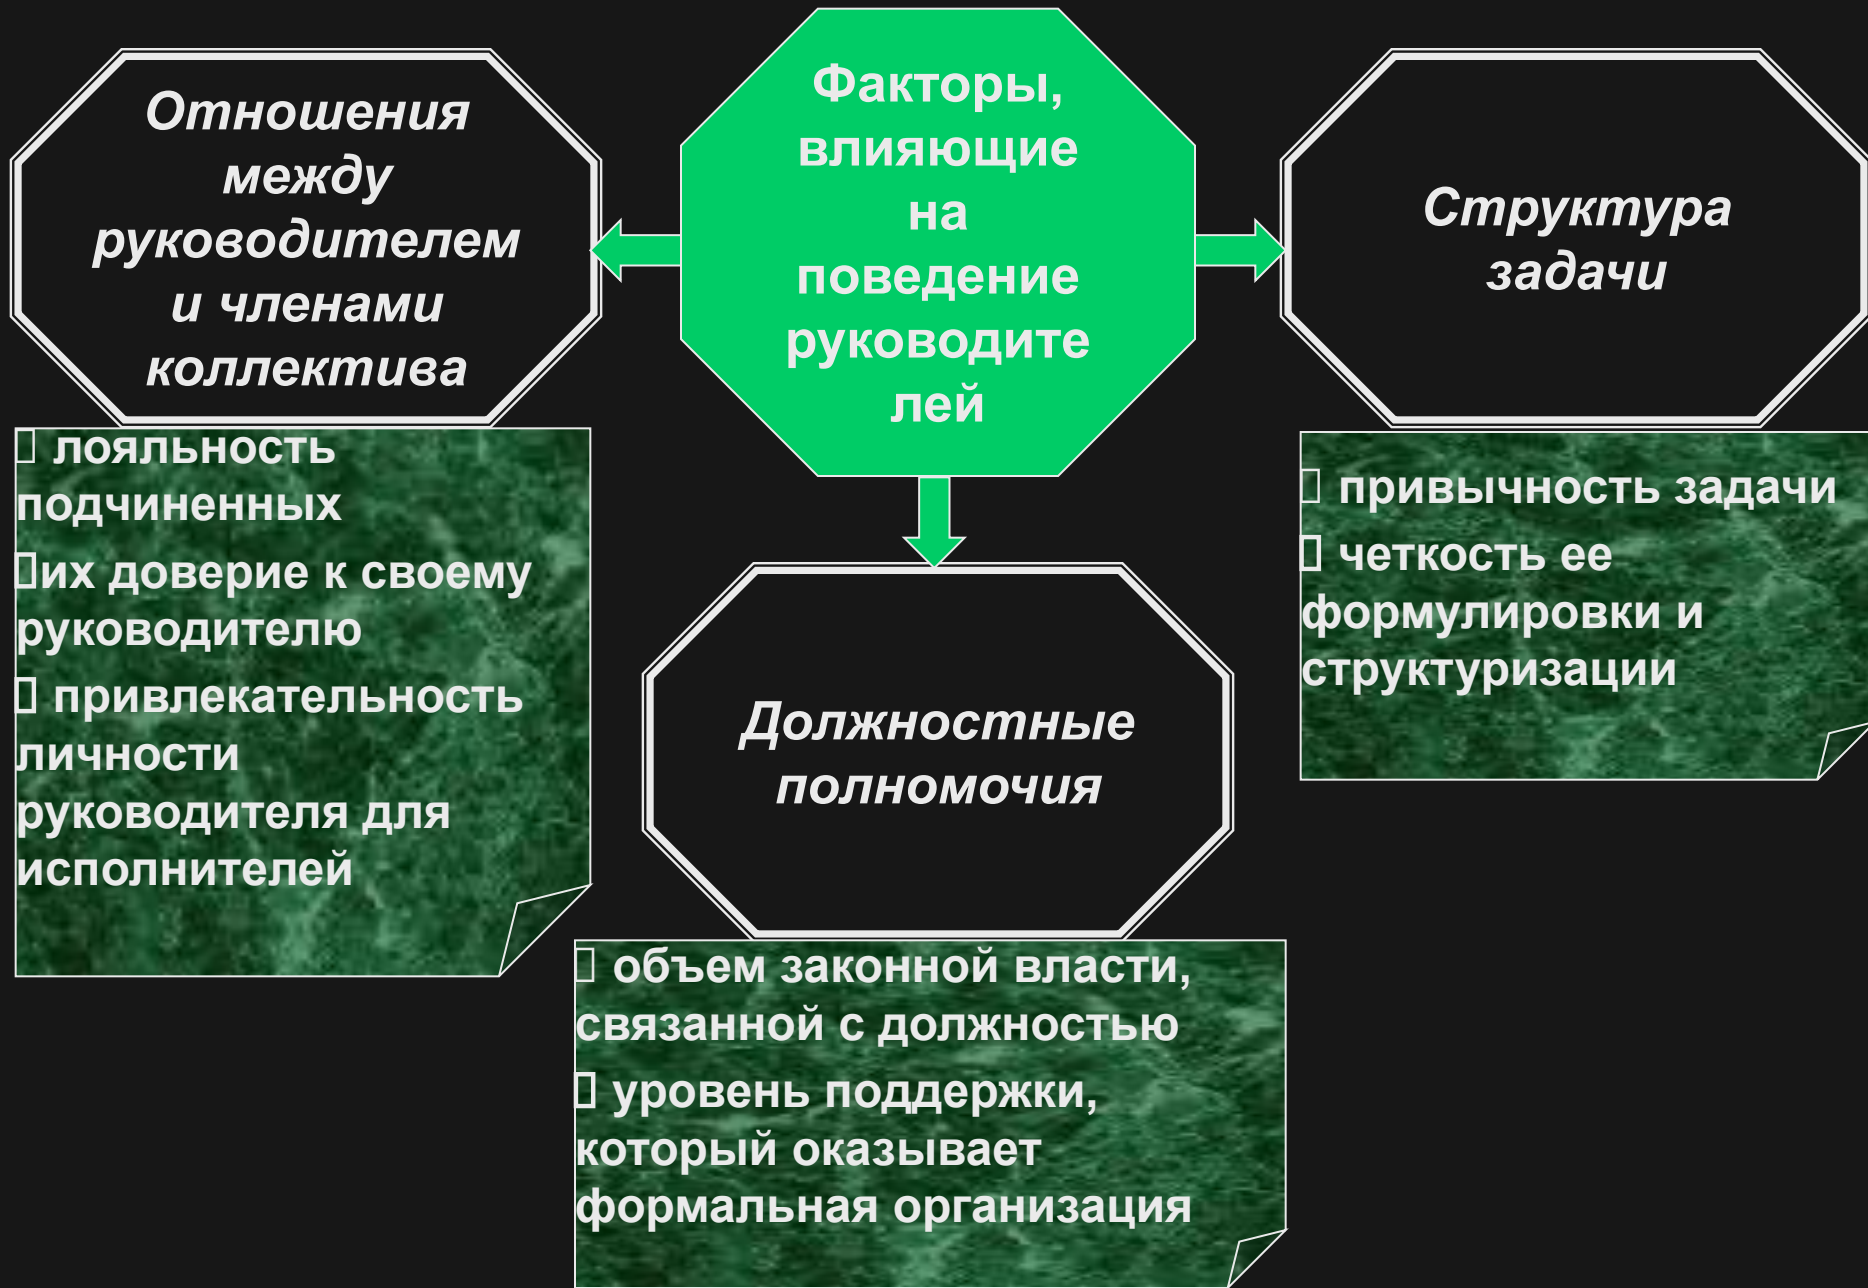 Факторы,
влияющие
на
поведение
руководите
лей
Отношения
между
руководителем
и членами
коллектива
лояльность
подчиненных
их доверие к своему
руководителю
привлекательность
личности
руководителя для
исполнителей
Должностные
полномочия
объем законной власти,
связанной с должностью
уровень поддержки,
который оказывает
формальная организация
Структура
задачи
привычность задачи
четкость ее
формулировки и
структуризации